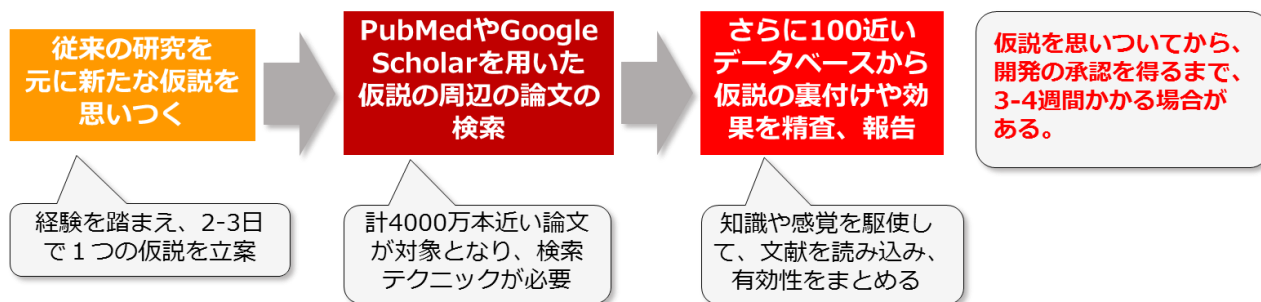 従来の研究を
元に新たな仮説を
思いつく
PubMedやGoogle
Scholarを用いた
仮説の周辺の論文の
検索
さらに100近い
データベースから
仮説の裏付けや効
果を精査、報告
仮説を思いついてから、
開発の承認を得るまで、
3-4週間かかる場合が
ある。
経験を踏まえ、2-3日
で１つの仮説を立案
計4000万本近い論文
が対象となり、検索
テクニックが必要
知識や感覚を駆使し
て、文献を読み込み、
有効性をまとめる